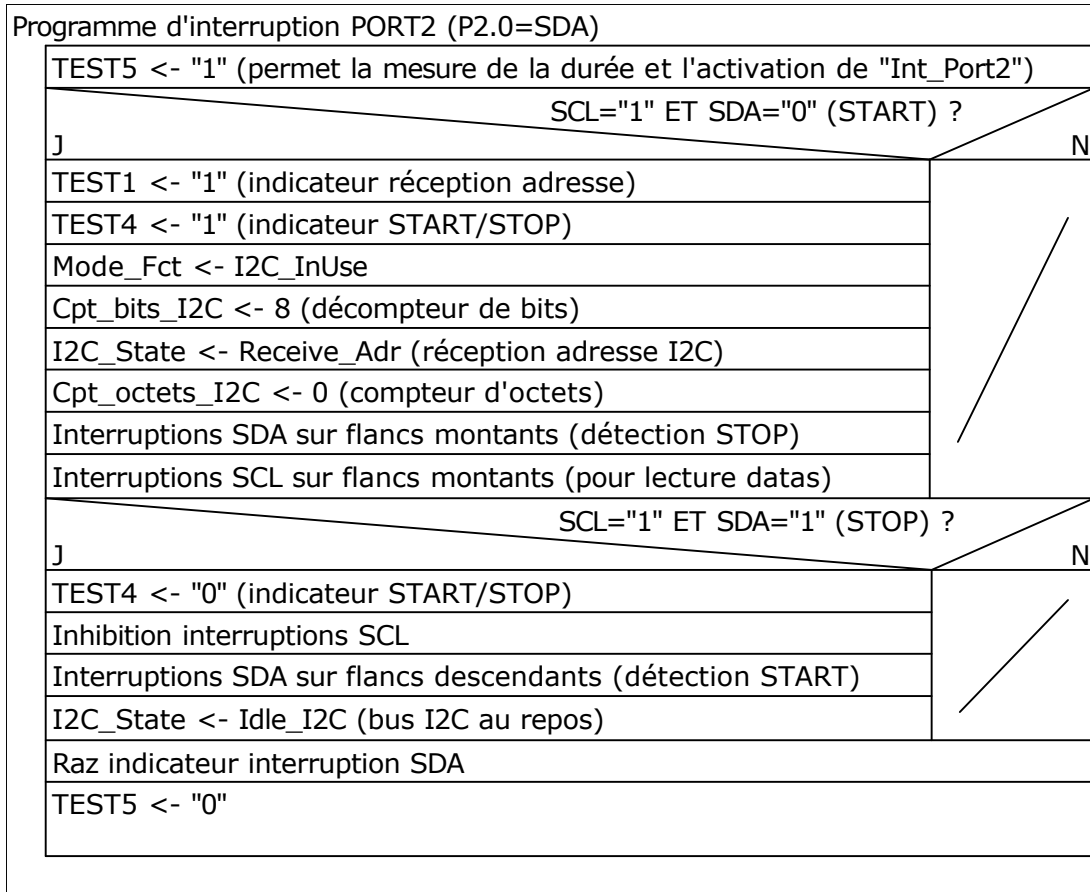 Programme d'interruption PORT2 (P2.0=SDA)
TEST5 <- "1" (permet la mesure de la durée et l'activation de "Int_Port2")
SCL="1" ET SDA="0" (START) ?
J
N
TEST1 <- "1" (indicateur réception adresse)
TEST4 <- "1" (indicateur START/STOP)
Mode_Fct <- I2C_InUse
Cpt_bits_I2C <- 8 (décompteur de bits)
I2C_State <- Receive_Adr (réception adresse I2C)
Cpt_octets_I2C <- 0 (compteur d'octets)
Interruptions SDA sur flancs montants (détection STOP)
Interruptions SCL sur flancs montants (pour lecture datas)
SCL="1" ET SDA="1" (STOP) ?
J
N
TEST4 <- "0" (indicateur START/STOP)
Inhibition interruptions SCL
Interruptions SDA sur flancs descendants (détection START)
I2C_State <- Idle_I2C (bus I2C au repos)
Raz indicateur interruption SDA
TEST5 <- "0"